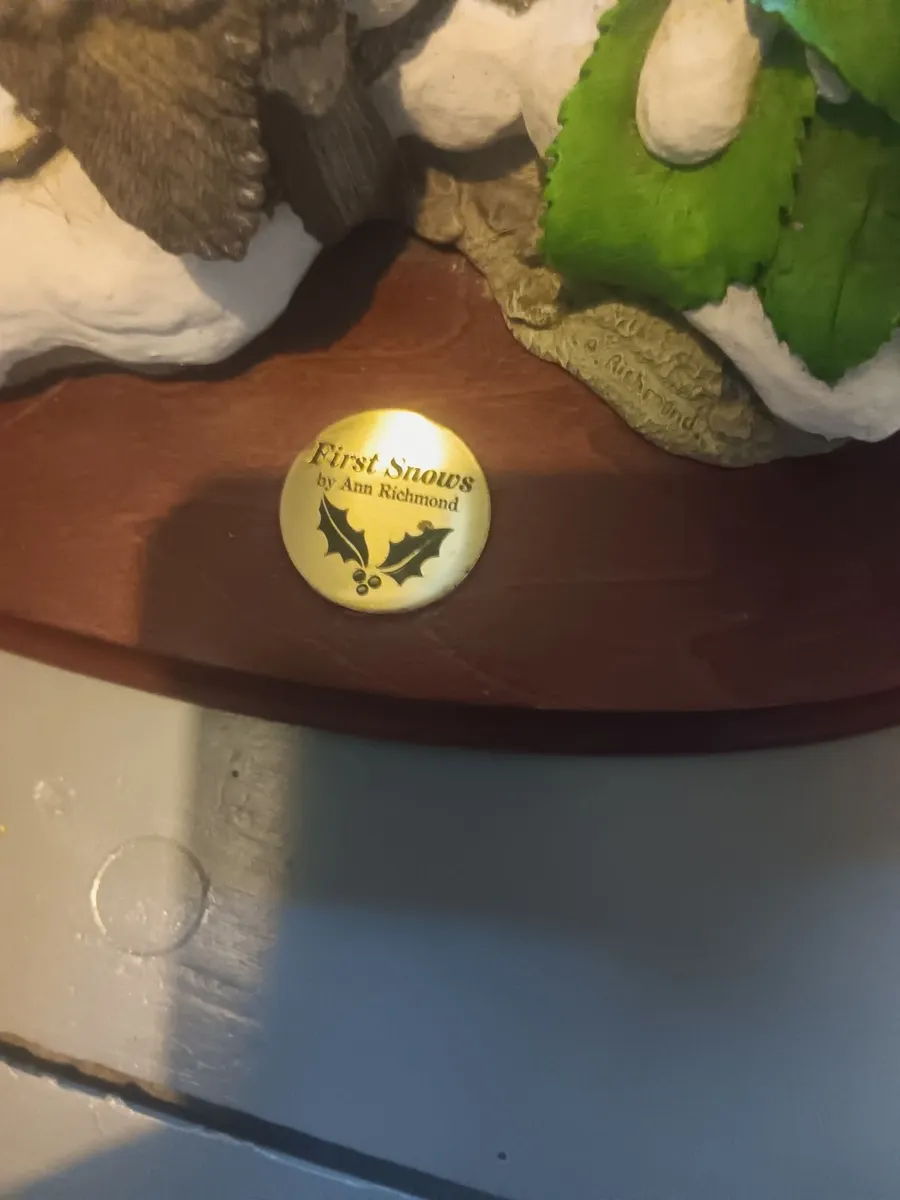 A. Richmond
First Snows
by Ann Richmond